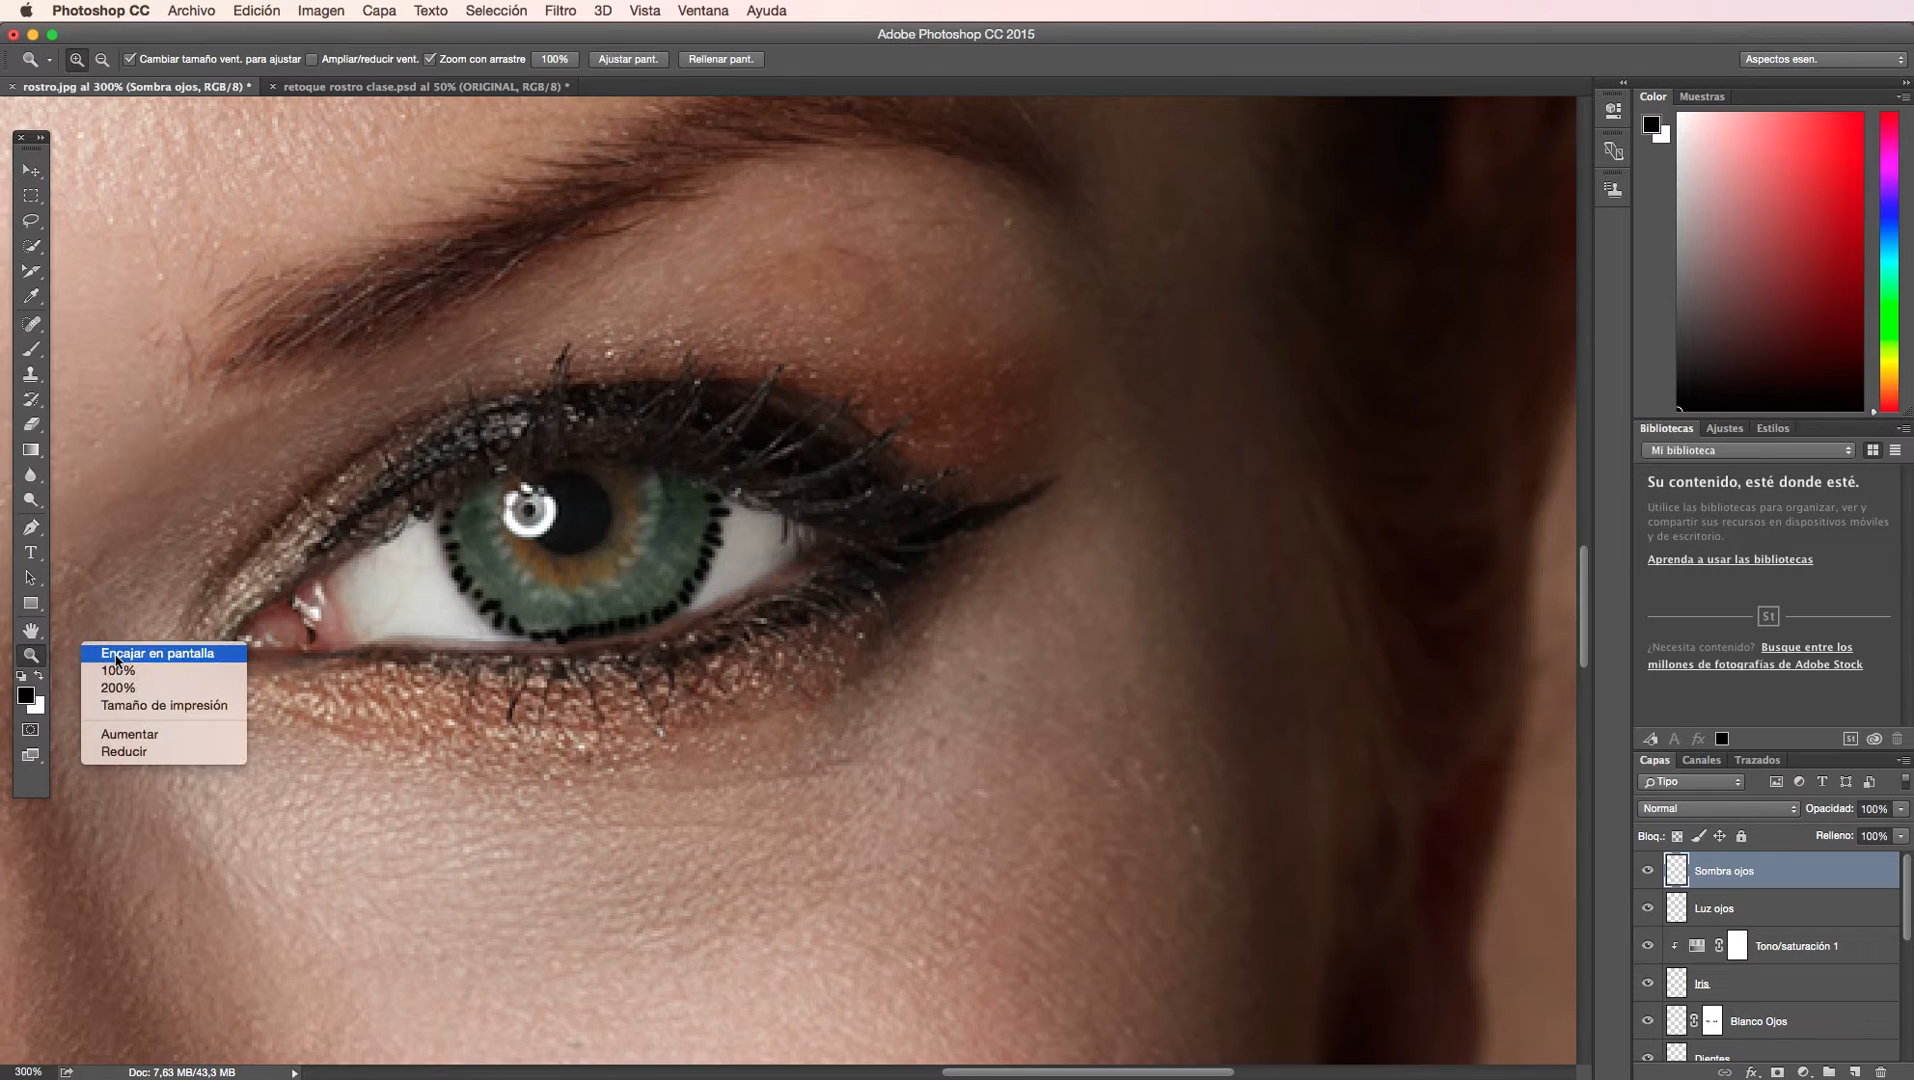 Photoshop CC Archivo Edición Imagen Capa Texto Selección Filtro 3D Vista Ventana Ayuda
Adobe Photoshop CC 2015
Cambiar tamaño vent. para ajustar Ampliar/reducir vent. Zoom con arrastre 100% Ajustar pant. Rellenar pant. Aspectos esen.
rostro.jpg al 300% (Sombra ojos, RGB/8) * retoque rostro clase.psd al 50% (ORIGINAL, RGB/8) *
Color Muestras
Bibliotecas Ajustes Estilos
Mi biblioteca
Su contenido, esté donde esté.
Utilice las bibliotecas para organizar, ver y
compartir sus recursos en dispositivos móviles
y de escritorio.
Aprenda a usar las bibliotecas
St
¿Necesita contenido? Busque entre los
millones de fotografías de Adobe Stock
Encajar en pantalla
100%
200%
Tamaño de impresión
Aumentar
Reducir
St
Capas Canales Trazados
Tipo
Normal Opacidad: 100%
Bloq.: Relleno: 100%
Sombra ojos
Luz ojos
Tono/saturación 1
Iris
Blanco Ojos
Dientes
300% Doc: 7,63 MB/43,3 MB